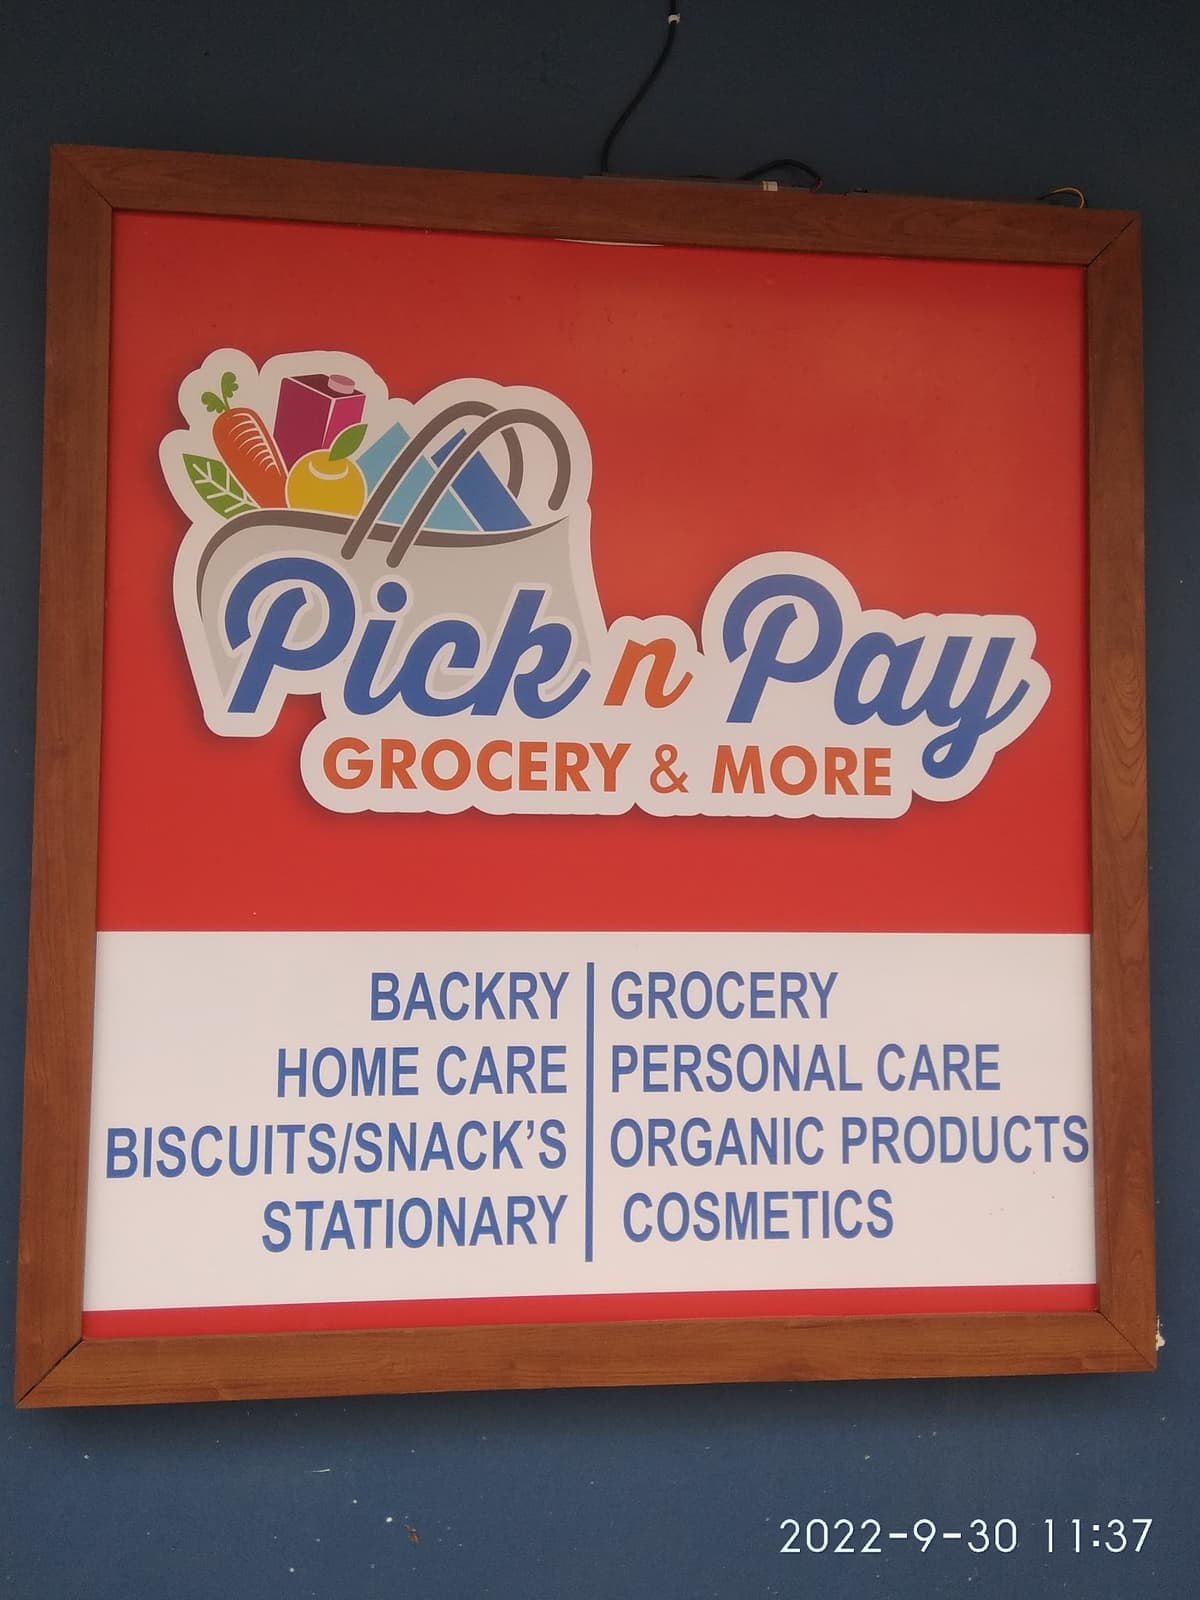 Pick n Pay
GROCERY & MORE
BACKRY
HOME CARE
BISCUITS/SNACK'S
STATIONARY
GROCERY
PERSONAL CARE
ORGANIC PRODUCTS
COSMETICS
2022-9-30 11:37